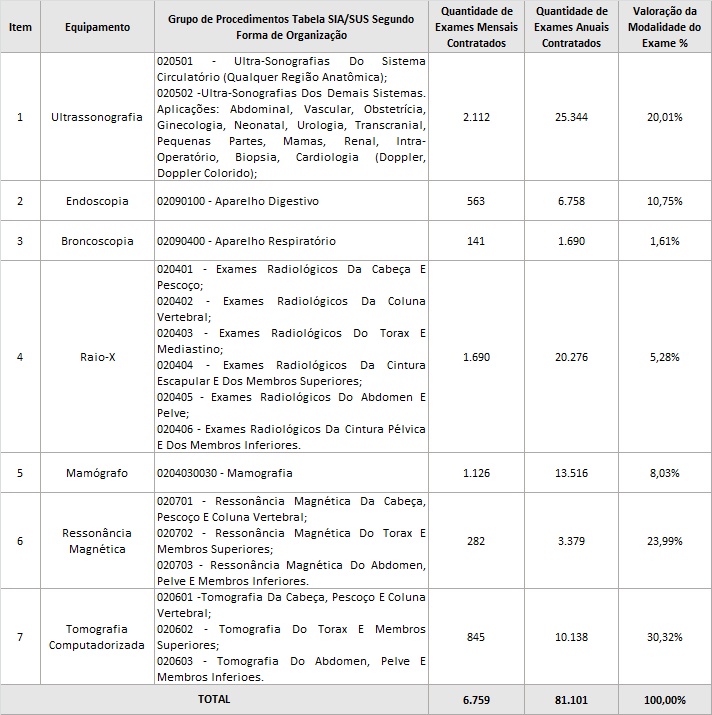 Item
Equipamento
Grupo de Procedimentos Tabela SIA/SUS Segundo
Forma de Organização
Quantidade de
Exames Mensais
Contratados
Quantidade de
Exames Anuais
Contratados
Valoração da
Modalidade do
Exame %
1
Ultrassonografia
020501 - Ultra-Sonografias Do Sistema
Circulatório (Qualquer Região Anatômica);
020502 -Ultra-Sonografias Dos Demais Sistemas.
Aplicações: Abdominal, Vascular, Obstetrícia,
Ginecologia, Neonatal, Urologia, Transcranial,
Pequenas Partes, Mamas, Renal, Intra-
Operatório, Biopsia, Cardiologia (Doppler,
Doppler Colorido);
2.112
25.344
20,01%
2
Endoscopia
02090100 - Aparelho Digestivo
563
6.758
10,75%
3
Broncoscopia
02090400 - Aparelho Respiratório
141
1.690
1,61%
4
Raio-X
020401 - Exames Radiológicos Da Cabeça E
Pescoço;
020402 - Exames Radiológicos Da Coluna
Vertebral;
020403 - Exames Radiológicos Do Torax E
Mediastino;
020404 - Exames Radiológicos Da Cintura
Escapular E Dos Membros Superiores;
020405 - Exames Radiológicos Do Abdomen E
Pelve;
020406 - Exames Radiológicos Da Cintura Pélvica
E Dos Membros Inferiores.
1.690
20.276
5,28%
5
Mamógrafo
0204030030 - Mamografia
1.126
13.516
8,03%
6
Ressonância
Magnética
020701 - Ressonância Magnética Da Cabeça,
Pescoço E Coluna Vertebral;
020702 - Ressonância Magnética Do Torax E
Membros Superiores;
020703 - Ressonância Magnética Do Abdomen,
Pelve E Membros Inferiores.
282
3.379
23,99%
7
Tomografia
Computadorizada
020601 -Tomografia Da Cabeça, Pescoço E Coluna
Vertebral;
020602 - Tomografia Do Torax E Membros
Superiores;
020603 - Tomografia Do Abdomen, Pelve E
Membros Inferioes.
845
10.138
30,32%
TOTAL
6.759
81.101
100,00%